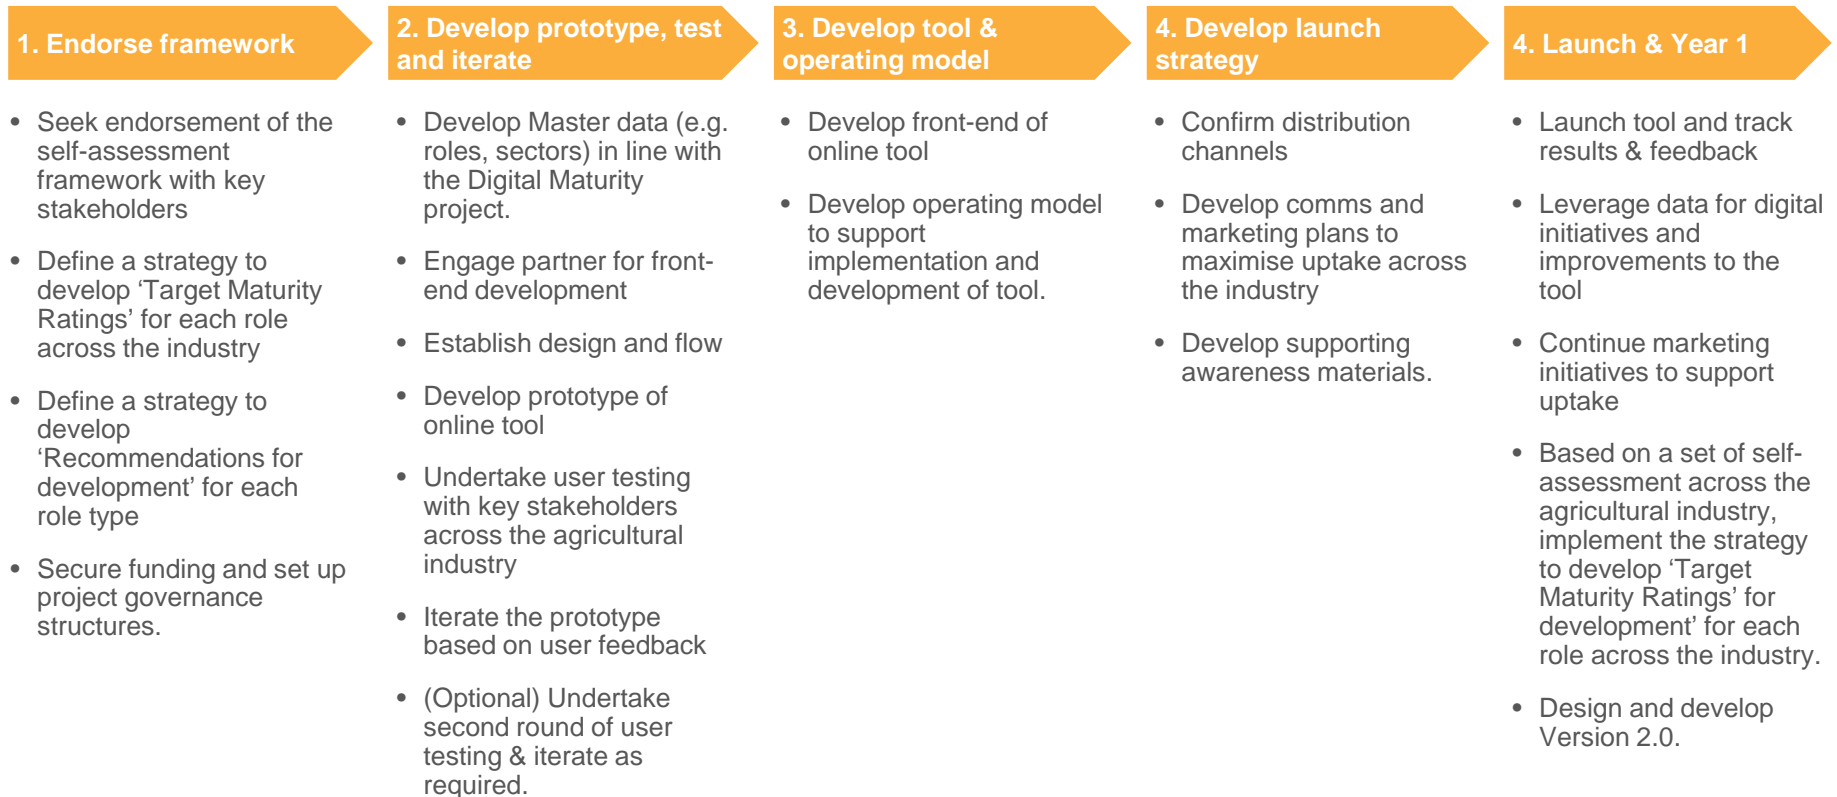 1. Endorse framework
• Seek endorsement of the
self-assessment
framework with key
stakeholders
• Define a strategy to
develop ‘Target Maturity
Ratings’ for each role
across the industry
• Define a strategy to
develop
‘Recommendations for
development’ for each
role type
• Secure funding and set up
project governance
structures.
2. Develop prototype, test
and iterate
• Develop Master data (e.g.
roles, sectors) in line with
the Digital Maturity
project.
• Engage partner for front-
end development
• Establish design and flow
• Develop prototype of
online tool
• Undertake user testing
with key stakeholders
across the agricultural
industry
• Iterate the prototype
based on user feedback
• (Optional) Undertake
second round of user
testing & iterate as
required.
3. Develop tool &
operating model
• Develop front-end of
online tool
• Develop operating model
to support
implementation and
development of tool.
4. Develop launch
strategy
• Confirm distribution
channels
• Develop comms and
marketing plans to
maximise uptake across
the industry
• Develop supporting
awareness materials.
4. Launch & Year 1
• Launch tool and track
results & feedback
• Leverage data for digital
initiatives and
improvements to the
tool
• Continue marketing
initiatives to support
uptake
• Based on a set of self-
assessment across the
agricultural industry,
implement the strategy
to develop ‘Target
Maturity Ratings’ for
development’ for each
role across the industry.
• Design and develop
Version 2.0.